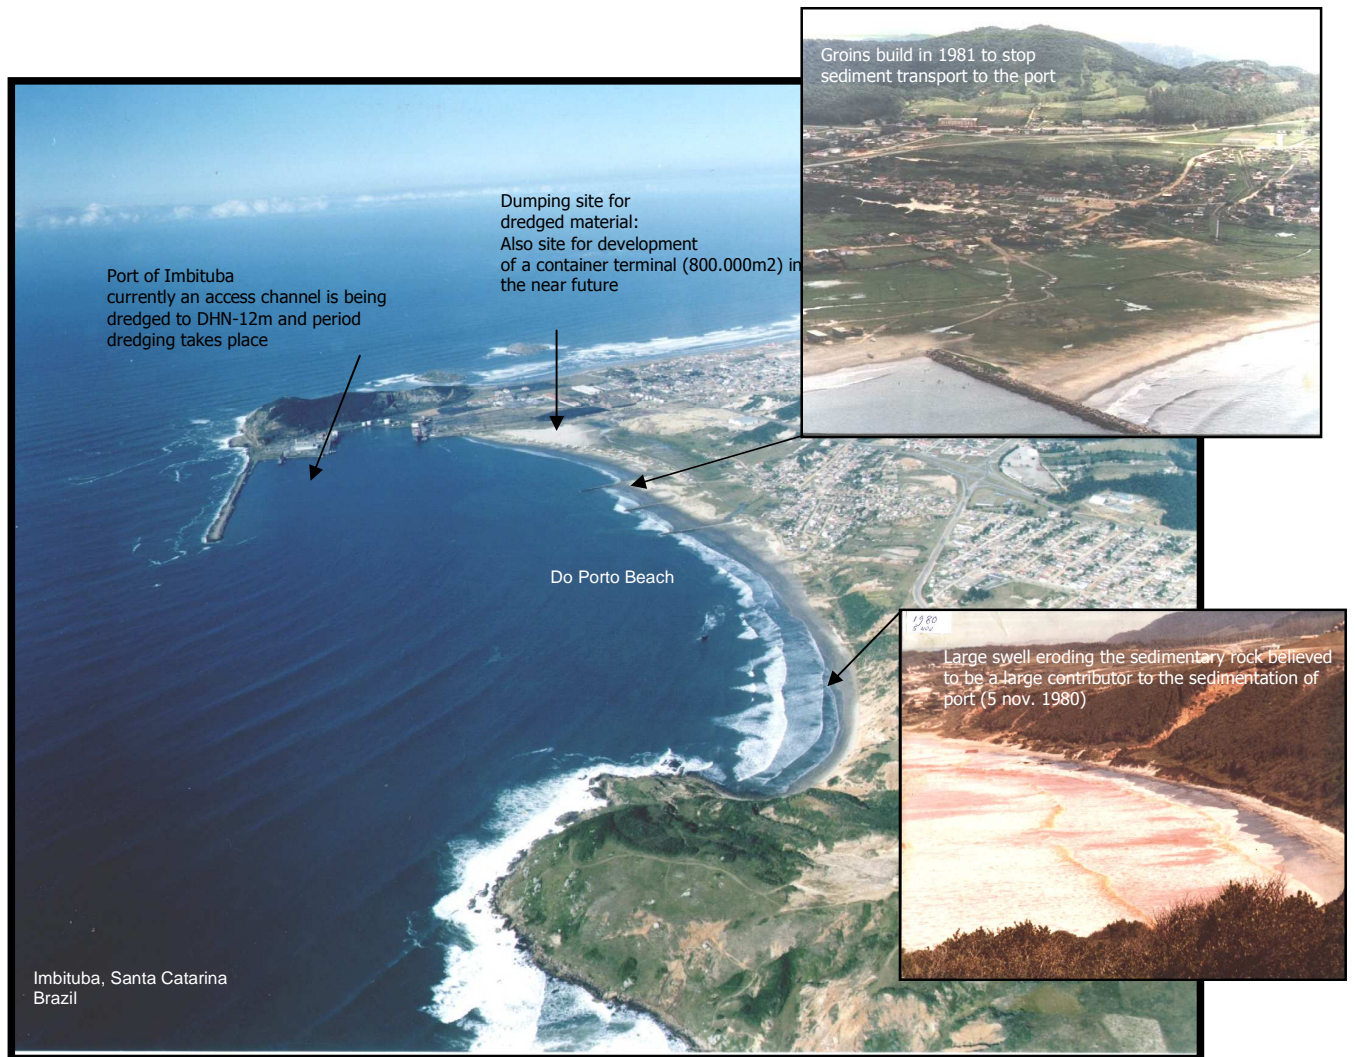 Groins build in 1981 to stop
sediment transport to the port
Dumping site for
dredged material:
Also site for development
of a container terminal (800.000m2) in
the near future
Port of Imbituba
currently an access channel is being
dredged to DHN-12m and period
dredging takes place
Do Porto Beach
1980
5 NOV.
Large swell eroding the sedimentary rock believed
to be a large contributor to the sedimentation of
port (5 nov. 1980)
Imbituba, Santa Catarina
Brazil